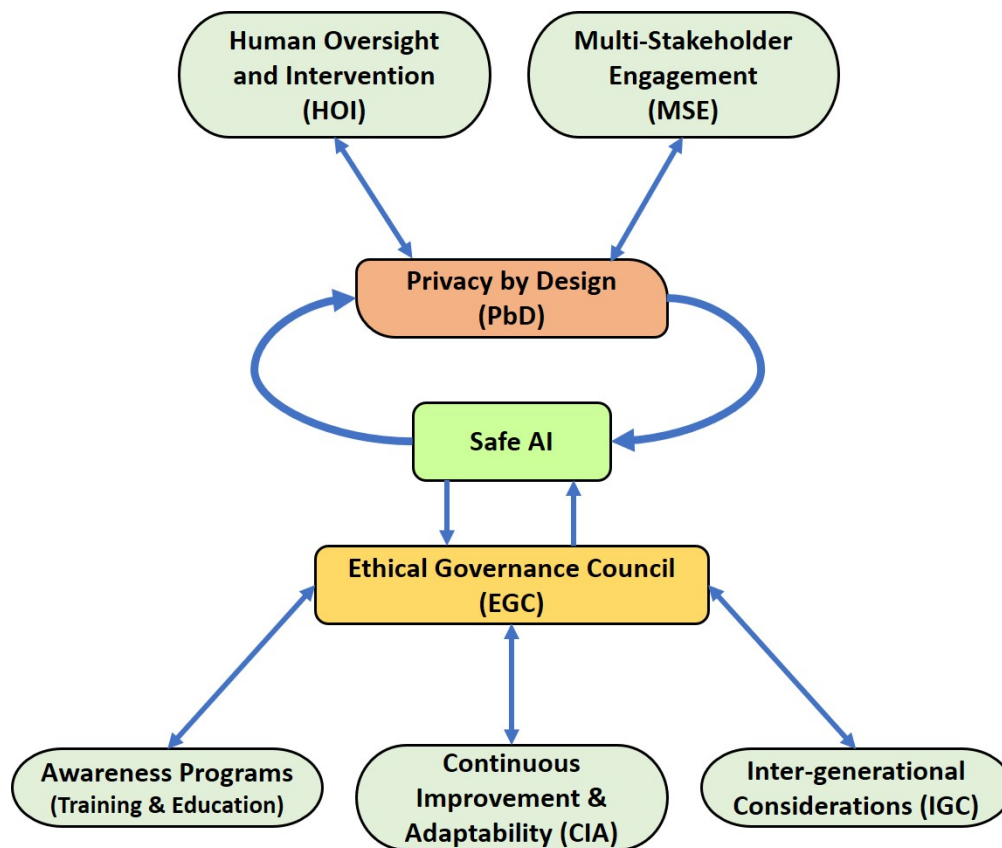 Human Oversight
and Intervention
(HOI)
Multi-Stakeholder
Engagement
(MSE)
Privacy by Design
(PbD)
Safe AI
Ethical Governance Council
(EGC)
Awareness Programs
(Training & Education)
Continuous
Improvement &
Adaptability (CIA)
Inter-generational
Considerations (IGC)